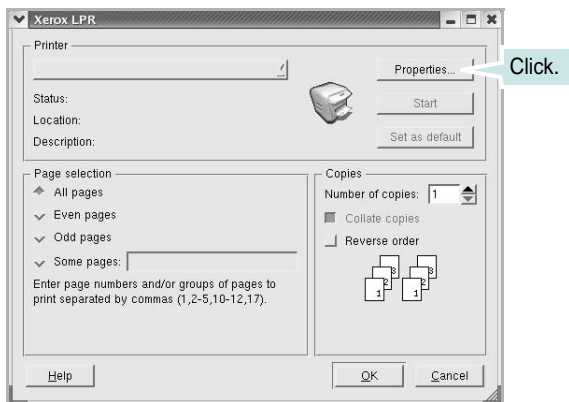 Xerox LPR
Printer
Properties...
Click.
Status:
Start
Location:
Set as default
Description:
Page selection
All pages
Even pages
Odd pages
Some pages:
Enter page numbers and/or groups of pages to
print separated by commas (1,2-5,10-12,17).
Copies
Number of copies: 1
Collate copies
Reverse order
3 3
2 2
1 1
Help
OK
Cancel